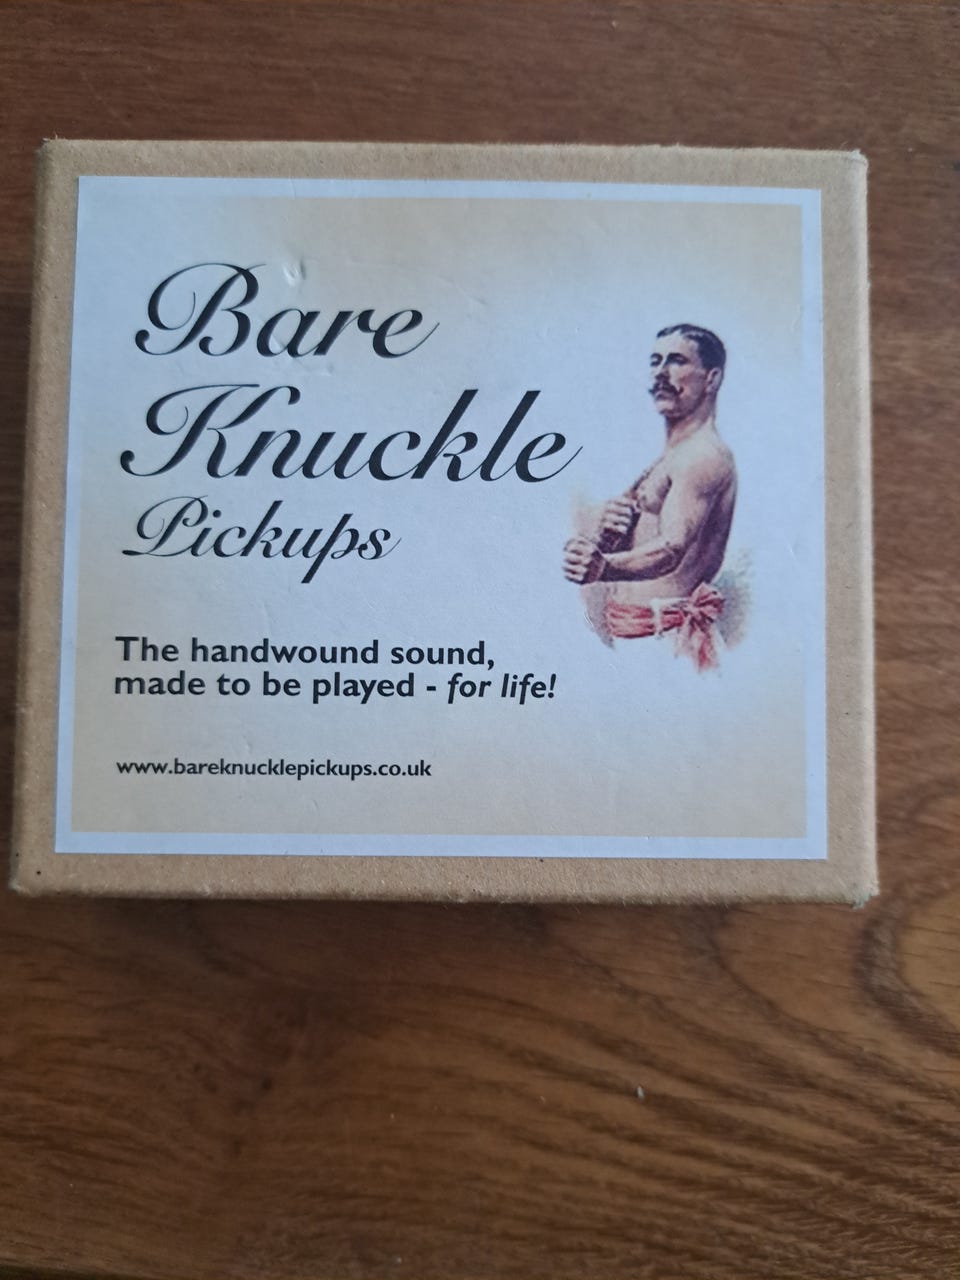 Bare
Knuckle
Pickups
The handwound sound,
made to be played - for life!
www.bareknucklepickups.co.uk